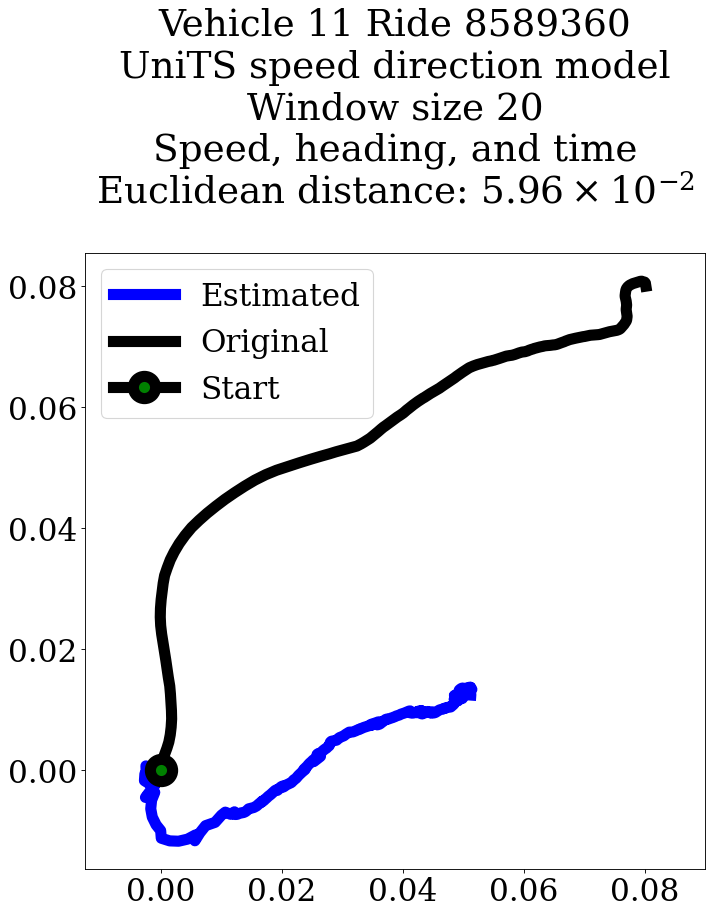 Vehicle 11 Ride 8589360
UniTS speed direction model
Window size 20
Speed, heading, and time
Euclidean distance: 5.96 × 10⁻²
Estimated
Original
Start
0.08
0.06
0.04
0.02
0.00
0.00 0.02 0.04 0.06 0.08